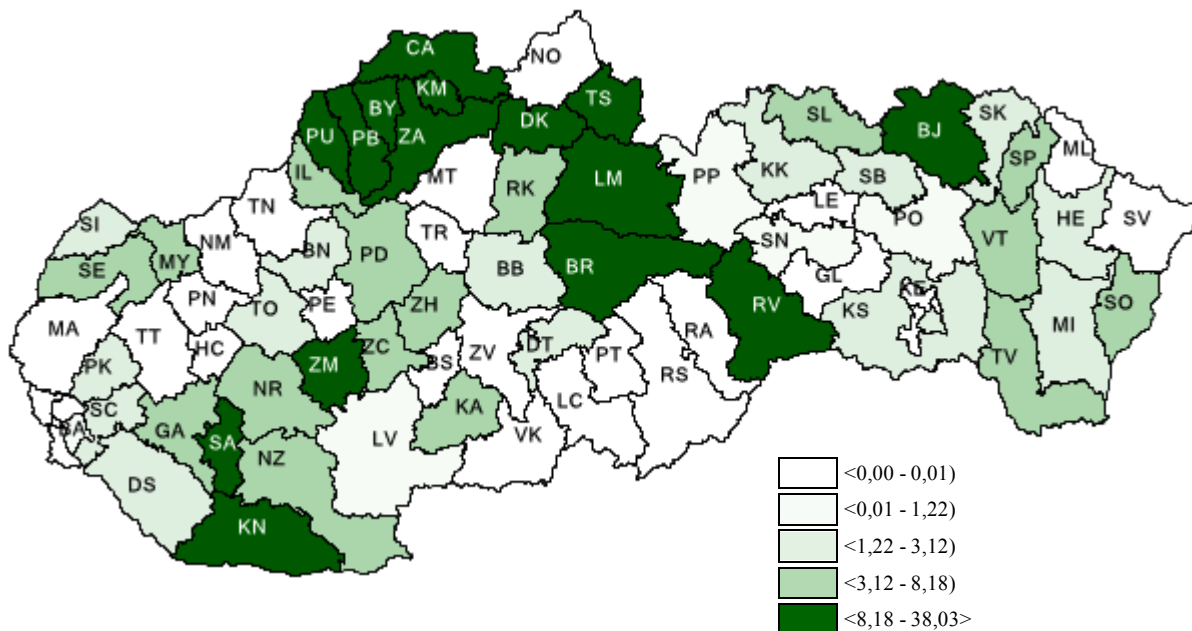 CA
NO
KM
TS
BY
PU
PB
ZA
DK
SL
BJ
SK
ML
IL
MT
RK
LM
PP
KK
SB
SP
HE
SV
TN
LE
PO
SI
NM
BN
PD
TR
BB
BR
SN
VT
SE
MY
GL
KE
PN
TO
PE
ZH
RV
KS
SO
MA
TT
HC
ZM
ZC
BS
ZV
DT
PT
RA
RS
MI
TV
PK
NR
KA
LC
SC
GA
SA
LV
VK
BA
NZ
DS
KN
<0,00 - 0,01)
<0,01 - 1,22)
<1,22 - 3,12)
<3,12 - 8,18)
<8,18 - 38,03>